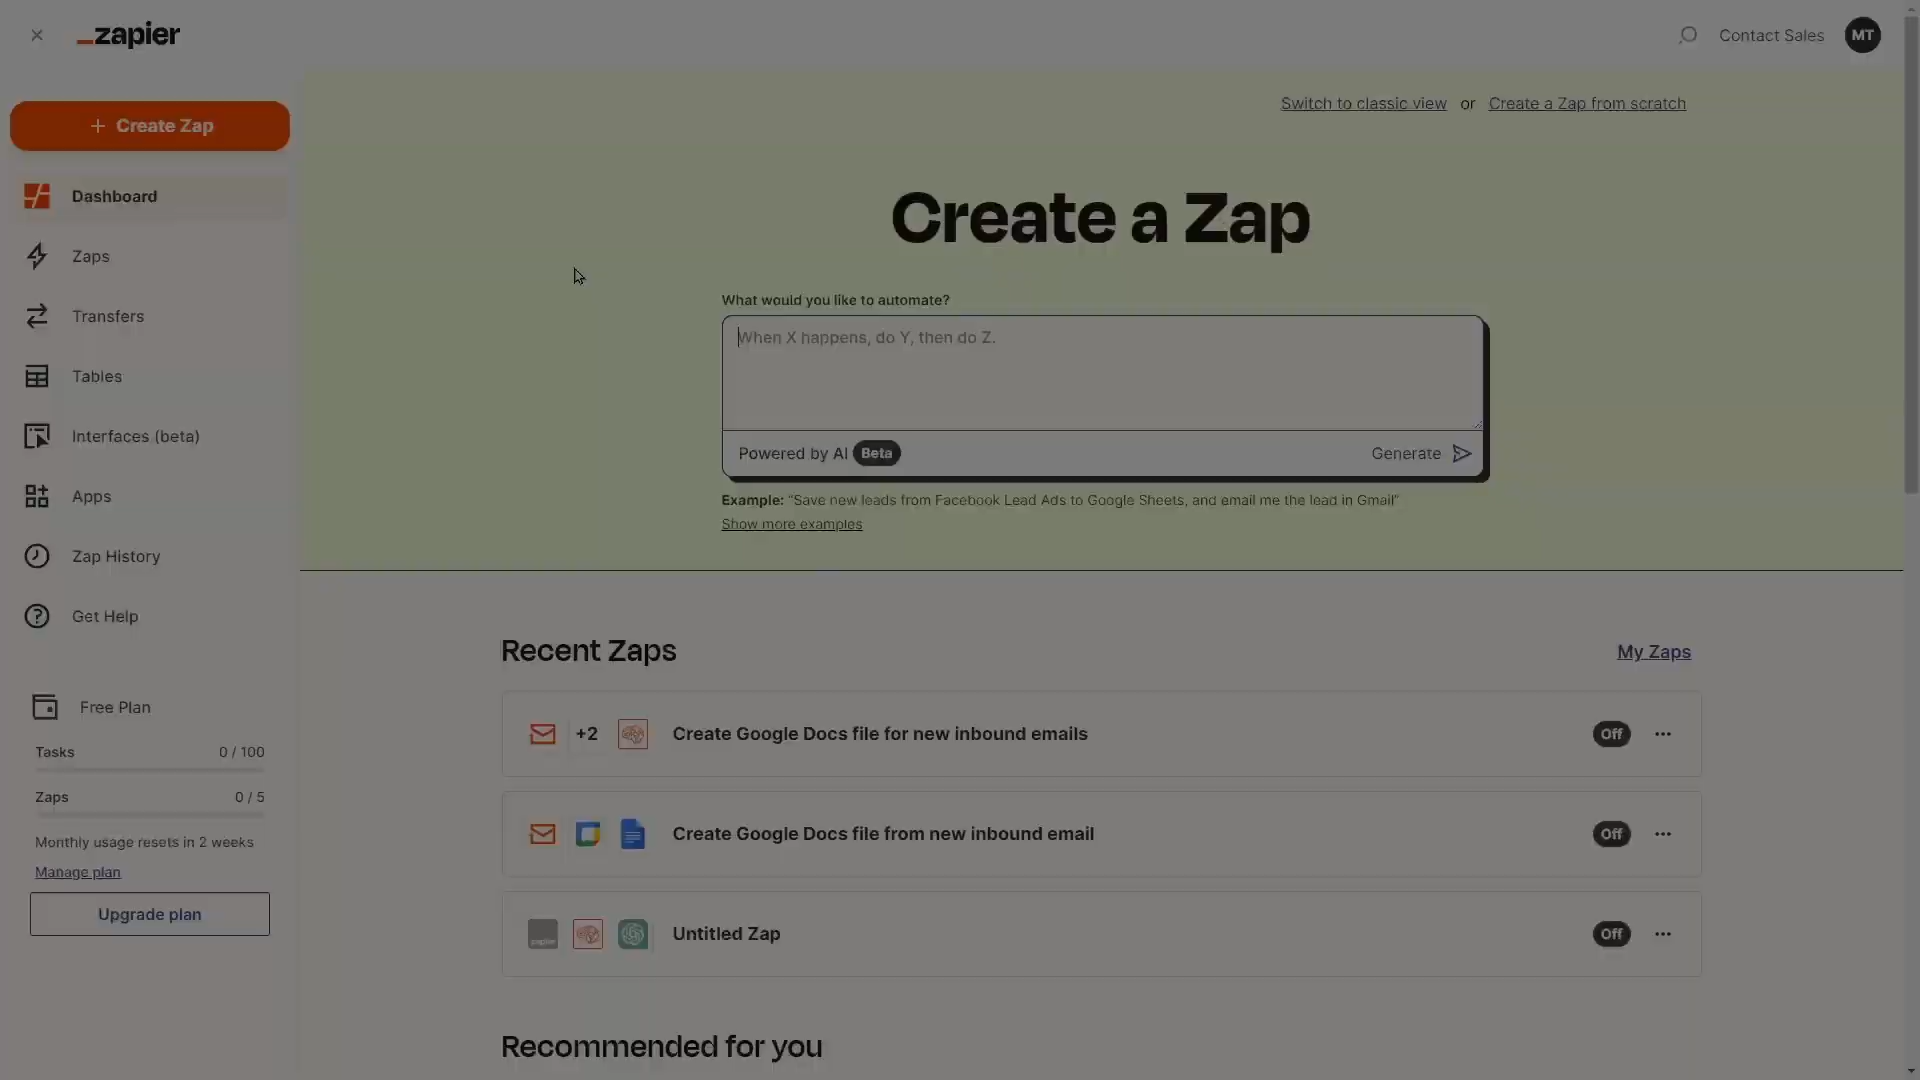 zapier
Contact Sales
MT
Create Zap
Dashboard
Zaps
Transfers
Tables
Interfaces (beta)
Apps
Zap History
Get Help
Free Plan
Tasks 0 / 100
Zaps 0 / 5
Monthly usage resets in 2 weeks
Manage plan
Upgrade plan
Switch to classic view or Create a Zap from scratch
Create a Zap
What would you like to automate?
When X happens, do Y, then do Z.
Powered by AI Beta
Generate
Example: "Save new leads from Facebook Lead Ads to Google Sheets, and email me the lead in Gmail"
Show more examples
Recent Zaps
My Zaps
+2 Create Google Docs file for new inbound emails Off
Create Google Docs file from new inbound email Off
zapier Untitled Zap Off
Recommended for you